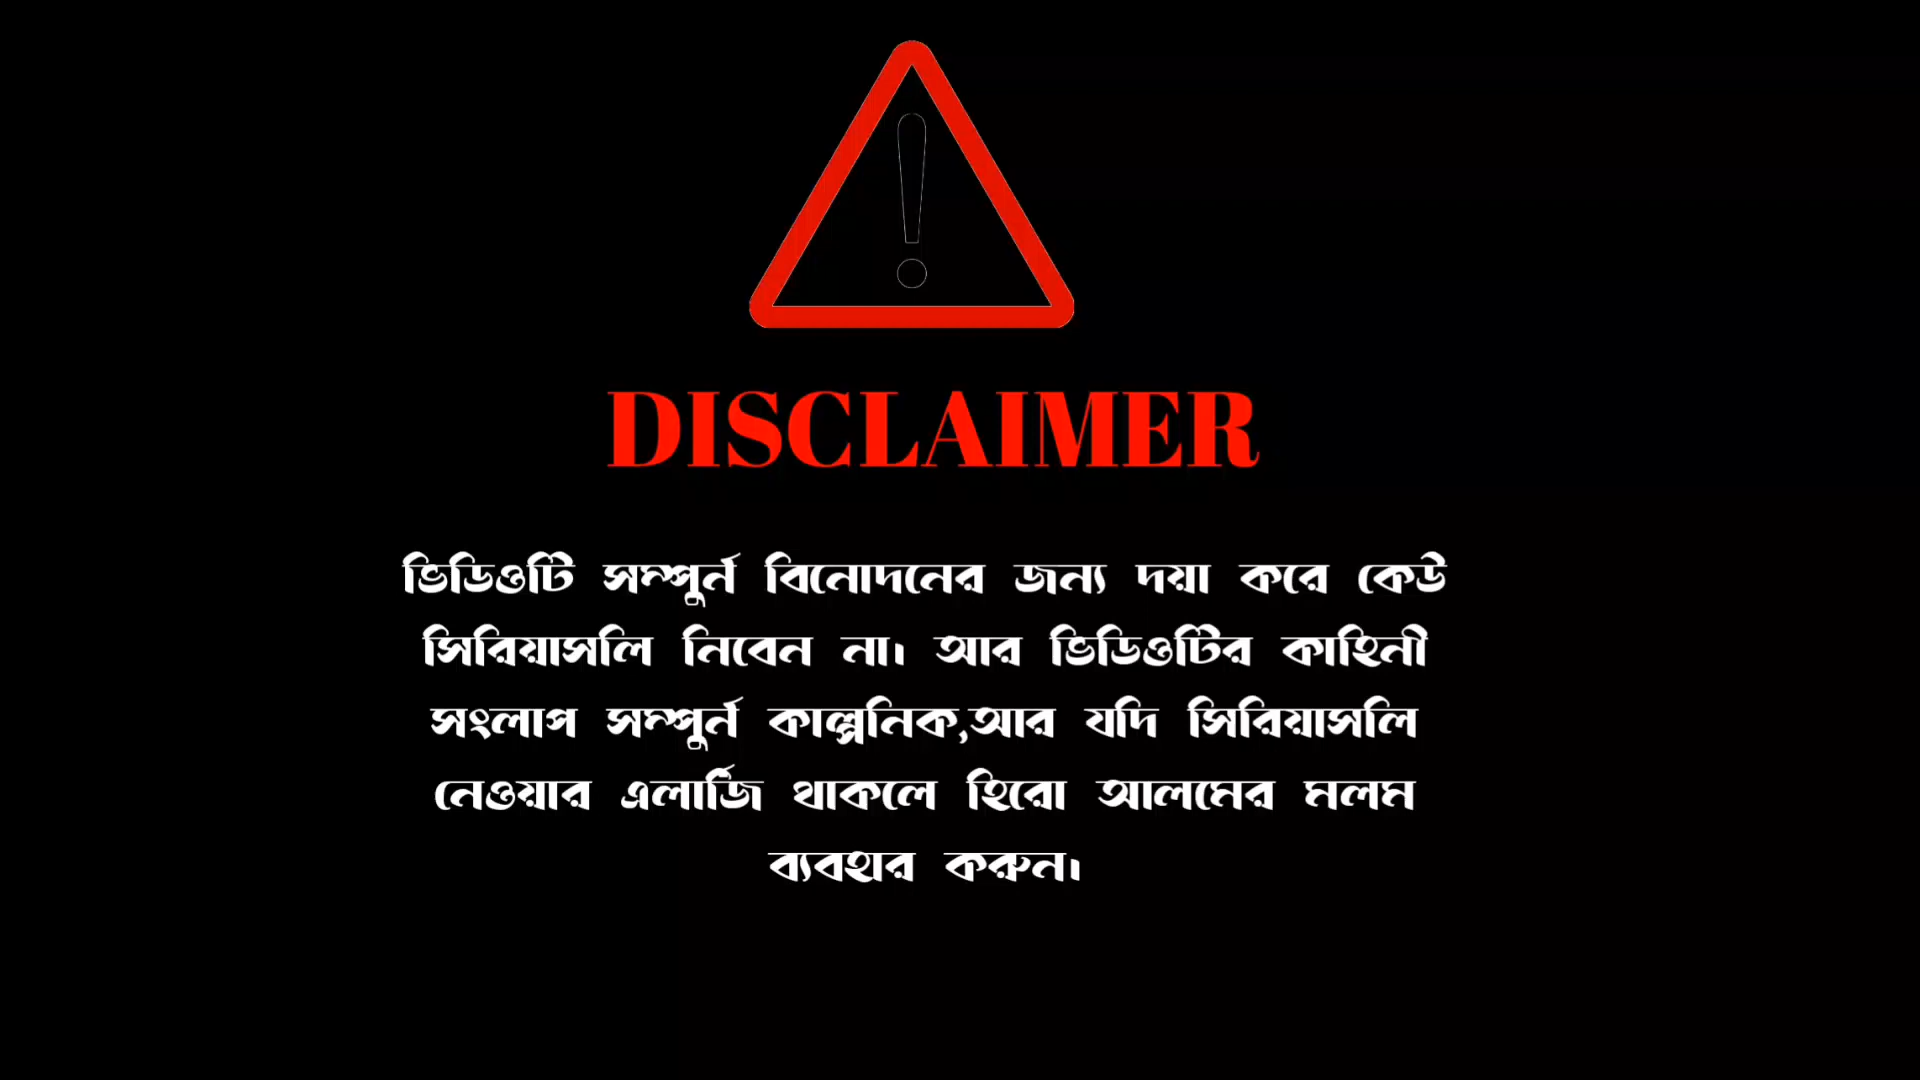 DISCLAIMER
ভিডিওটি সম্পুর্ন বিনোদনের জন্য দয়া করে কেউ
সিরিয়াসলি নিবেন না। আর ভিডিওটির কাহিনী
সংলাপ সম্পুর্ন কাল্পনিক,আর যদি সিরিয়াসলি
নেওয়ার এলার্জি থাকলে হিরো আলমের মলম
ব্যবহার করুন।